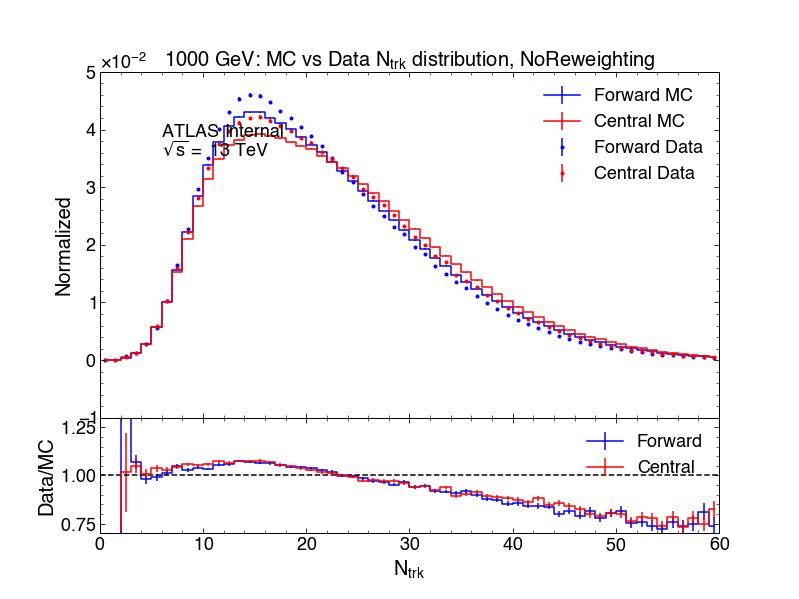 ×10⁻² 1000 GeV: MC vs Data N_trk distribution, NoReweighting
5
Forward MC
Central MC
Forward Data
Central Data
4
ATLAS Internal
√s = 13 TeV
3
Normalized
2
1
0
−1
1.25
Forward
Central
Data/MC
1.00
0.75
0 10 20 30 40 50 60
N_trk